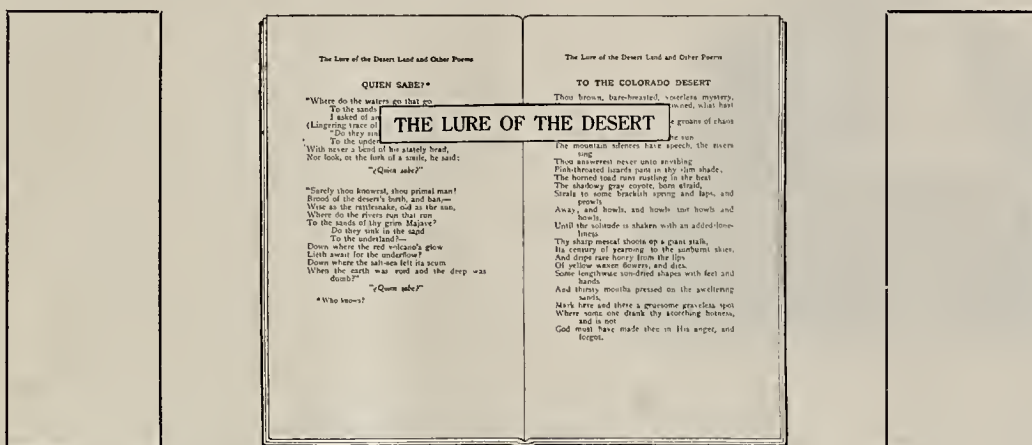 The Lure of the Desert Land and Other Poems
QUIEN SABE?*
"Where do the waters go that go
To the sands
I asked of an
(Lingering trace of
"Do they sink
To the under
With never a bend of his stately head,
Nor look, or the lurk of a smile, he said:
"¿Quien sabe?"
"Surely thou knowest, thou primal man!
Brood of the desert's birth, and ban,—
Wise as the rattlesnake, old as the sun,
Where do the rivers run that run
To the sands of thy grim Majave?
Do they sink in the sand
To the underland?—
Down where the red volcano's glow
Lieth await for the underflow?
Down where the salt-sea left its scum
When the earth was void and the deep was
dumb?"
"¿Quien sabe?"
*Who knows?
THE LURE OF THE DESERT
The Lure of the Desert Land and Other Poems
TO THE COLORADO DESERT
Thou brown, bare-breasted, voiceless mystery,
owned, what hast
e groans of chaos
he sun
The mountain silences have speech, the rivers
sing
Thou answerest never unto anything
Pink-throated lizards pant in thy slim shade,
The horned toad runs rustling in the heat
The shadowy gray coyote, born afraid,
Steals to some brackish spring and laps, and
prowls
Away, and howls, and howls and howls and
howls,
Until the solitude is shaken with an added lone-
liness
Thy sharp mescal shoots up a giant stalk,
Its century of yearning to the sunburnt skies,
And drips rare honey from the lips
Of yellow waxen flowers, and dies.
Some lengthwise sun-dried shapes with feet and
hands
And thirsty mouths pressed on the sweltering
sands,
Mark here and there a gruesome graveless spot
Where some one drank thy scorching hotness,
and is not
God must have made thee in His anger, and
forgot.